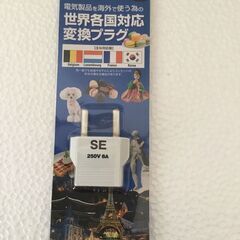 電気製品を海外で使う為の
世界各国対応
変換プラグ
Belgium
Luxembourg
France
Korea
SE
250V 6A